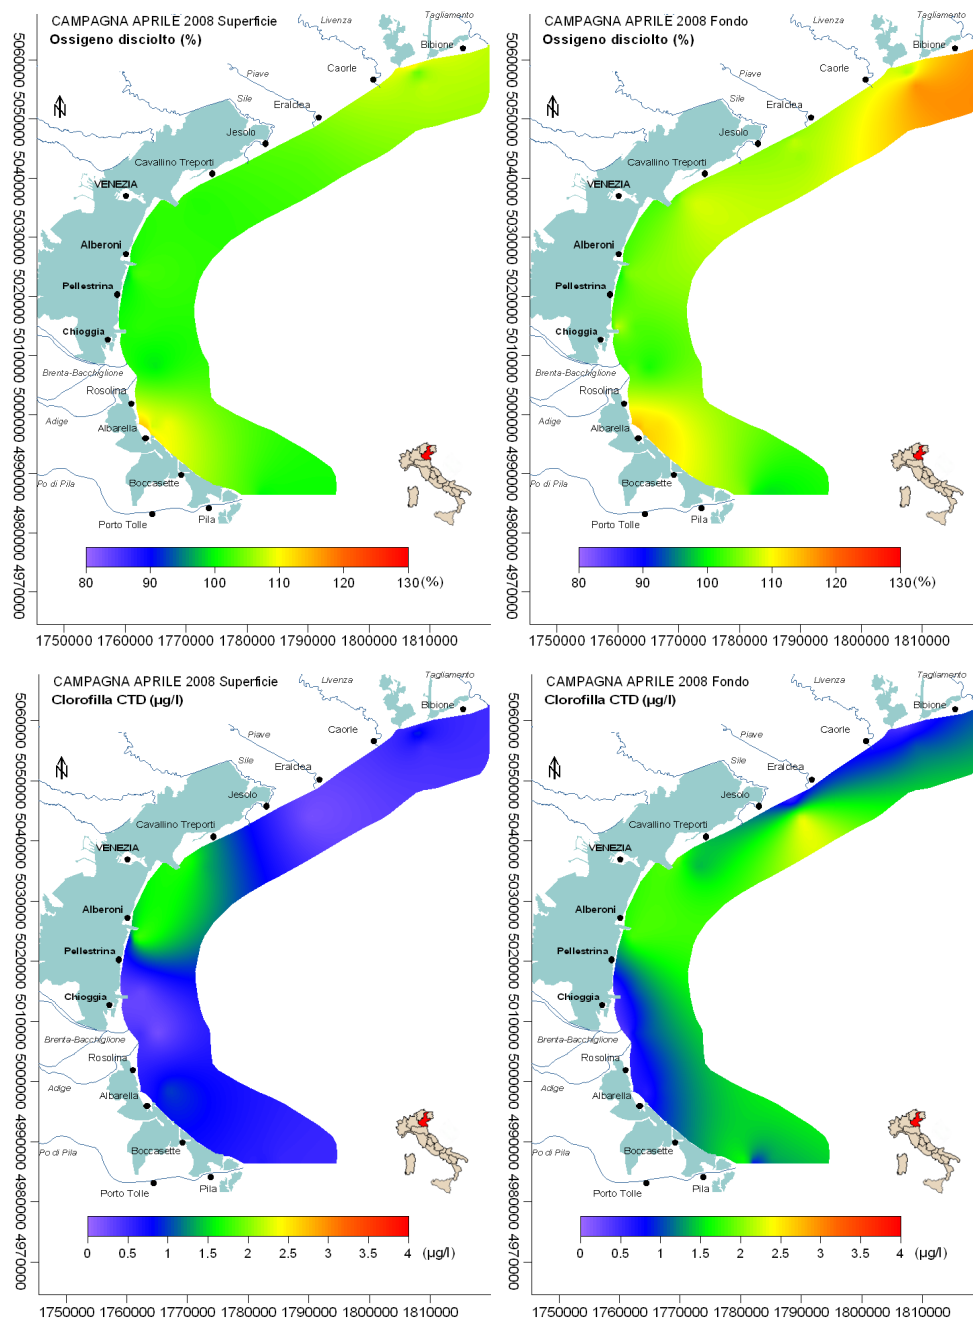 CAMPAGNA APRILE 2008 Superficie
Ossigeno disciolto (%)
Livenza
Tagliamento
Bibione
Caorle
Piave
Eraclea
Sile
Jesolo
Cavallino Treporti
VENEZIA
Alberoni
Pellestrina
Chioggia
Brenta-Bacchiglione
Rosolina
Adige
Albarella
Boccasette
Po di Pila
Porto Tolle
Pila
80 90 100 110 120 130 (%)
5060000
5050000
5040000
5030000
5020000
5010000
5000000
4990000
4980000
4970000
1750000 1760000 1770000 1780000 1790000 1800000 1810000
CAMPAGNA APRILE 2008 Fondo
Ossigeno disciolto (%)
Livenza
Tagliamento
Bibione
Caorle
Piave
Eraclea
Sile
Jesolo
Cavallino Treporti
VENEZIA
Alberoni
Pellestrina
Chioggia
Brenta-Bacchiglione
Rosolina
Adige
Albarella
Boccasette
Po di Pila
Porto Tolle
Pila
80 90 100 110 120 130 (%)
5060000
5050000
5040000
5030000
5020000
5010000
5000000
4990000
4980000
4970000
1750000 1760000 1770000 1780000 1790000 1800000 1810000
CAMPAGNA APRILE 2008 Superficie
Clorofilla CTD (µg/l)
Livenza
Tagliamento
Bibione
Caorle
Piave
Eraclea
Sile
Jesolo
Cavallino Treporti
VENEZIA
Alberoni
Pellestrina
Chioggia
Brenta-Bacchiglione
Rosolina
Adige
Albarella
Boccasette
Po di Pila
Porto Tolle
Pila
0 0.5 1 1.5 2 2.5 3 3.5 4 (µg/l)
5060000
5050000
5040000
5030000
5020000
5010000
5000000
4990000
4980000
4970000
1750000 1760000 1770000 1780000 1790000 1800000 1810000
CAMPAGNA APRILE 2008 Fondo
Clorofilla CTD (µg/l)
Livenza
Tagliamento
Bibione
Caorle
Piave
Eraclea
Sile
Jesolo
Cavallino Treporti
VENEZIA
Alberoni
Pellestrina
Chioggia
Brenta-Bacchiglione
Rosolina
Adige
Albarella
Boccasette
Po di Pila
Porto Tolle
Pila
0 0.5 1 1.5 2 2.5 3 3.5 4 (µg/l)
5060000
5050000
5040000
5030000
5020000
5010000
5000000
4990000
4980000
4970000
1750000 1760000 1770000 1780000 1790000 1800000 1810000